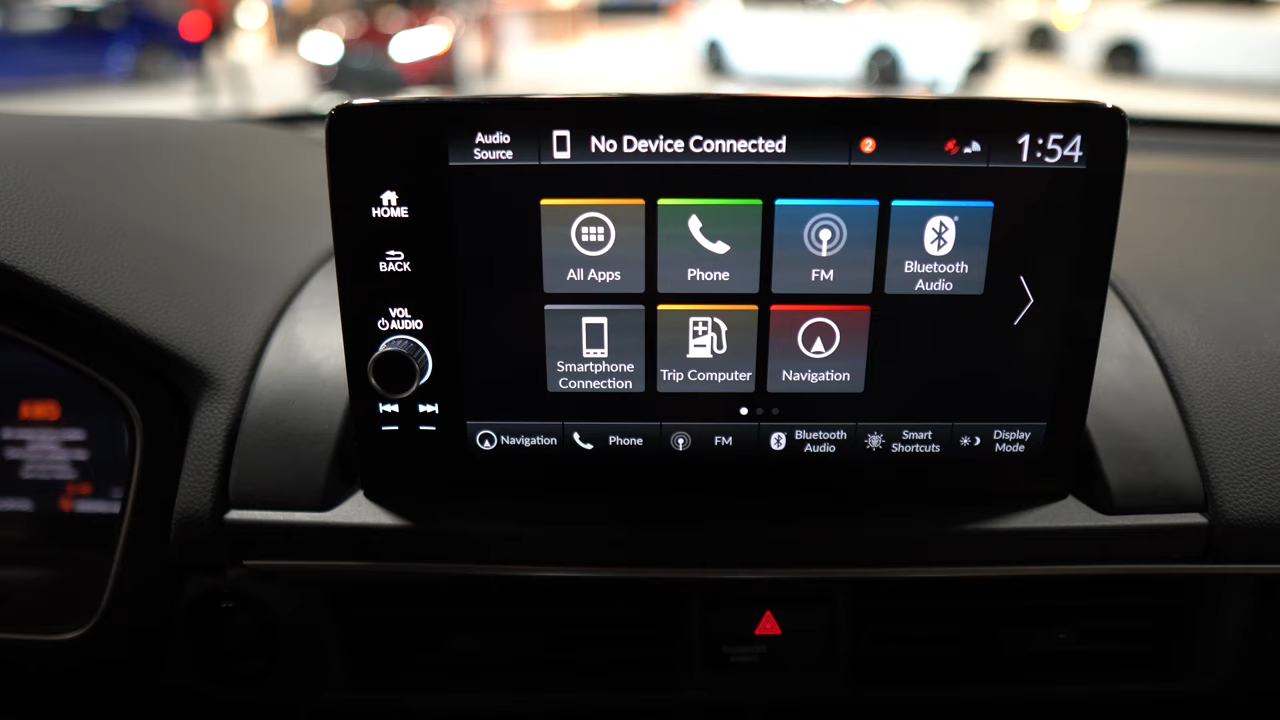 Audio
Source
No Device Connected
2
1:54
HOME
BACK
VOL
AUDIO
All Apps
Phone
FM
Bluetooth
Audio
Smartphone
Connection
Trip Computer
Navigation
Navigation
Phone
FM
Bluetooth
Audio
Smart
Shortcuts
Display
Mode